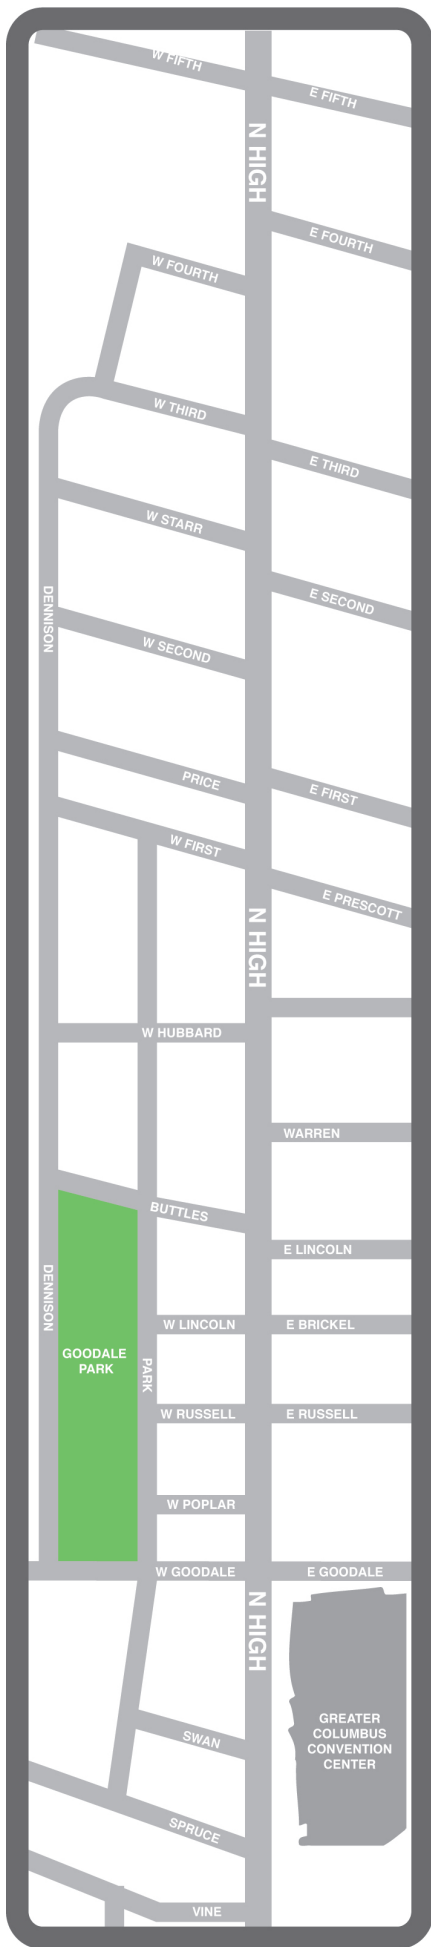 W FIFTH
E FIFTH
N HIGH
E FOURTH
W FOURTH
W THIRD
E THIRD
W STARR
E SECOND
DENNISON
W SECOND
PRICE
E FIRST
W FIRST
E PRESCOTT
N HIGH
W HUBBARD
WARREN
BUTTLES
E LINCOLN
DENNISON
W LINCOLN
E BRICKEL
GOODALE
PARK
PARK
W RUSSELL
E RUSSELL
W POPLAR
W GOODALE
E GOODALE
N HIGH
GREATER
COLUMBUS
CONVENTION
CENTER
SWAN
SPRUCE
VINE